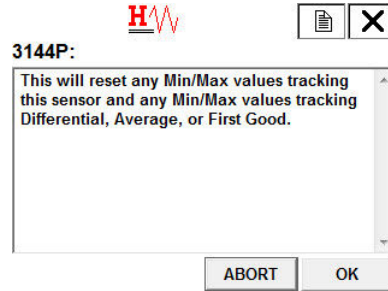 H
3144P:
This will reset any Min/Max values tracking
this sensor and any Min/Max values tracking
Differential, Average, or First Good.
ABORT OK